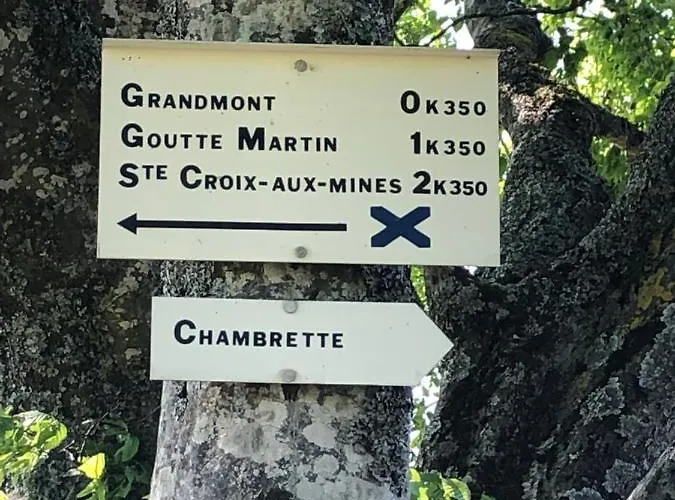 GRANDMONT 0K350
GOUTTE MARTIN 1K350
STE CROIX-AUX-MINES 2K350
CHAMBRETTE